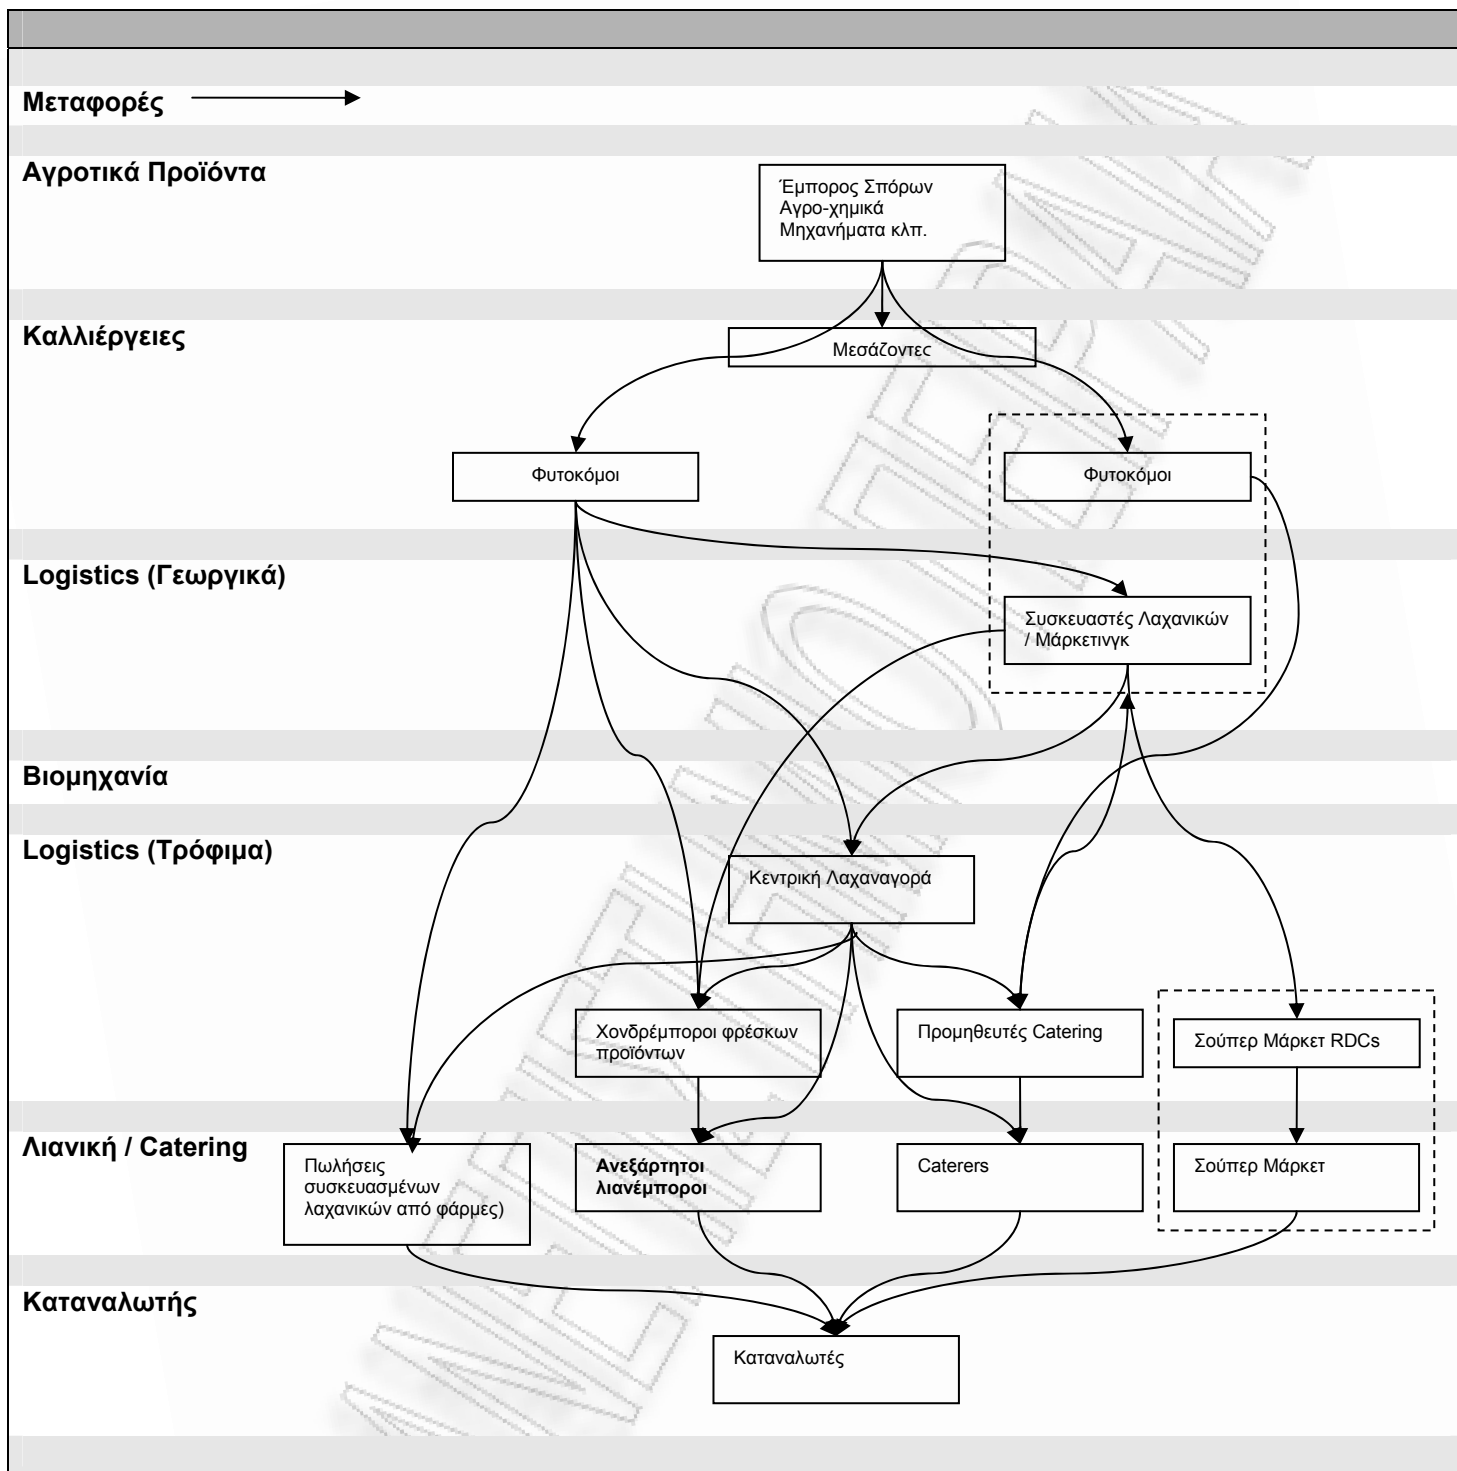 Μεταφορές
Αγροτικά Προϊόντα
Έμπορος Σπόρων
Αγρο-χημικά
Μηχανήματα κλπ.
Καλλιέργειες
Μεσάζοντες
Φυτοκόμοι
Φυτοκόμοι
Logistics (Γεωργικά)
Συσκευαστές Λαχανικών
/ Μάρκετινγκ
Βιομηχανία
Logistics (Τρόφιμα)
Κεντρική Λαχαναγορά
Χονδρέμποροι φρέσκων
προϊόντων
Προμηθευτές Catering
Σούπερ Μάρκετ RDCs
Λιανική / Catering
Πωλήσεις
συσκευασμένων
λαχανικών από φάρμες)
Ανεξάρτητοι
λιανέμποροι
Caterers
Σούπερ Μάρκετ
Καταναλωτής
Καταναλωτές